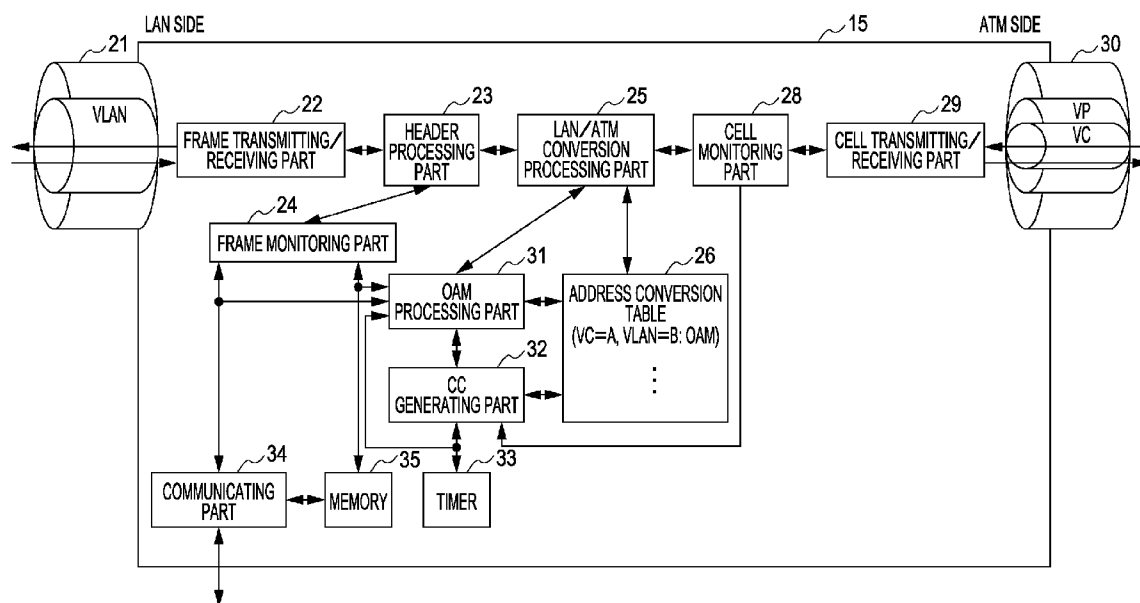 LAN SIDE
15
ATM SIDE
21
30
VLAN
22
FRAME TRANSMITTING/
RECEIVING PART
23
HEADER
PROCESSING
PART
25
LAN/ATM
CONVERSION
PROCESSING PART
28
CELL
MONITORING
PART
29
CELL TRANSMITTING/
RECEIVING PART
VP
VC
24
FRAME MONITORING PART
31
OAM
PROCESSING PART
26
ADDRESS CONVERSION
TABLE
(VC=A, VLAN=B: OAM)
⋮
32
CC
GENERATING PART
34
COMMUNICATING
PART
35
MEMORY
33
TIMER